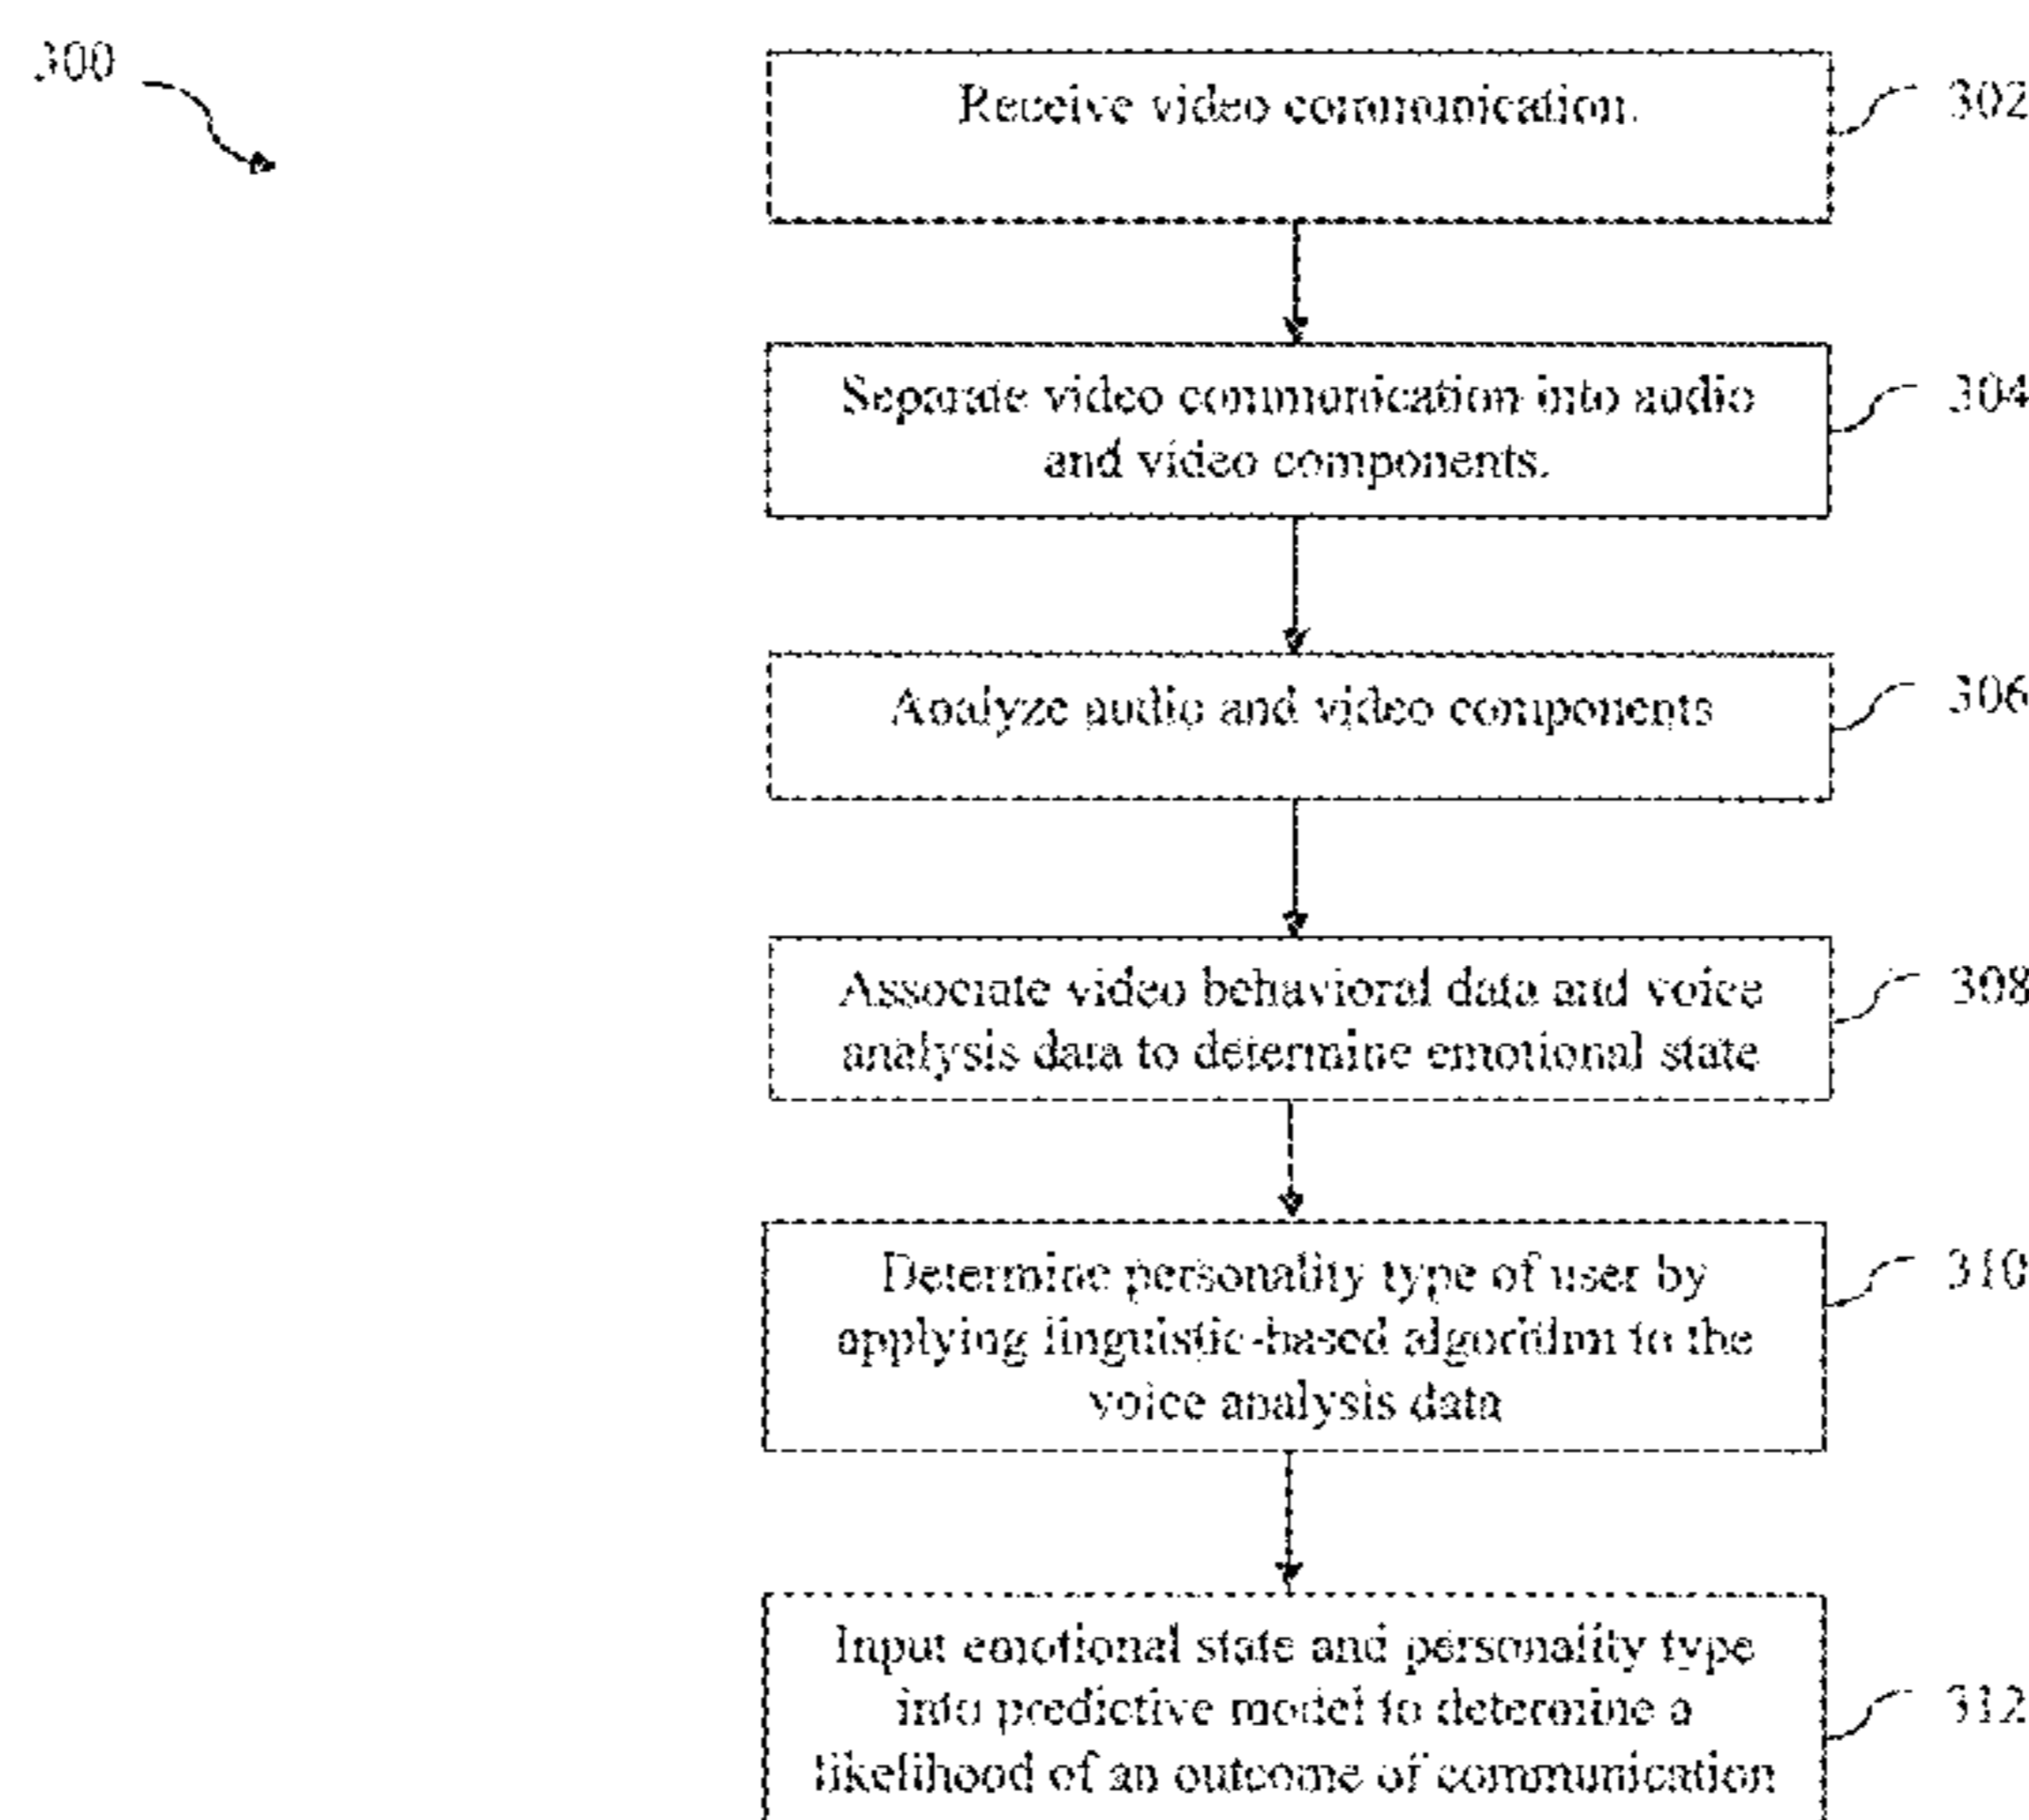 300
Receive video communication.
302
Separate video communication into audio
and video components.
304
Analyze audio and video components
306
Associate video behavioral data and voice
analysis data to determine emotional state
308
Determine personality type of user by
applying linguistic-based algorithm to the
voice analysis data
310
Input emotional state and personality type
into predictive model to determine a
likelihood of an outcome of communication
312